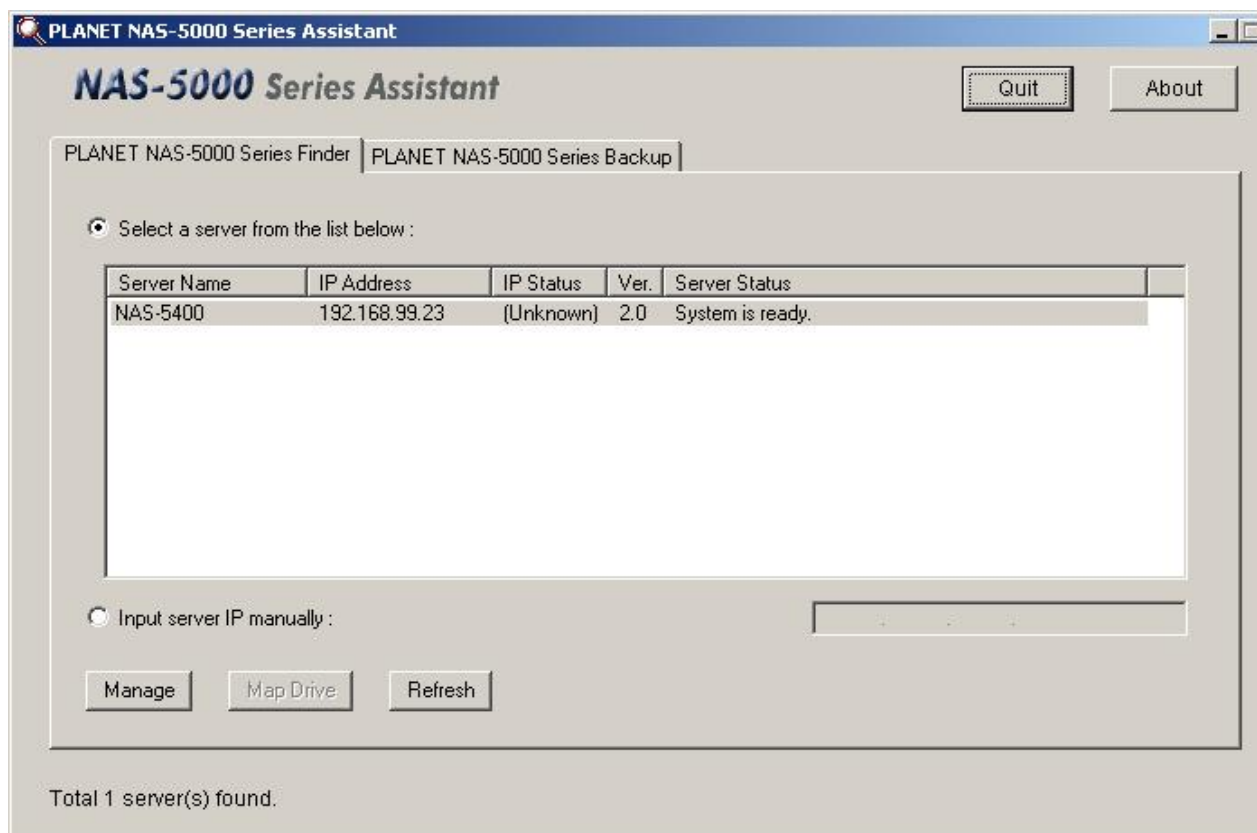 PLANET NAS-5000 Series Assistant
NAS-5000 Series Assistant
Quit About
PLANET NAS-5000 Series Finder PLANET NAS-5000 Series Backup
Select a server from the list below :
Server Name IP Address IP Status Ver. Server Status
NAS-5400 192.168.99.23 (Unknown) 2.0 System is ready.
Input server IP manually :
Manage Map Drive Refresh
Total 1 server(s) found.